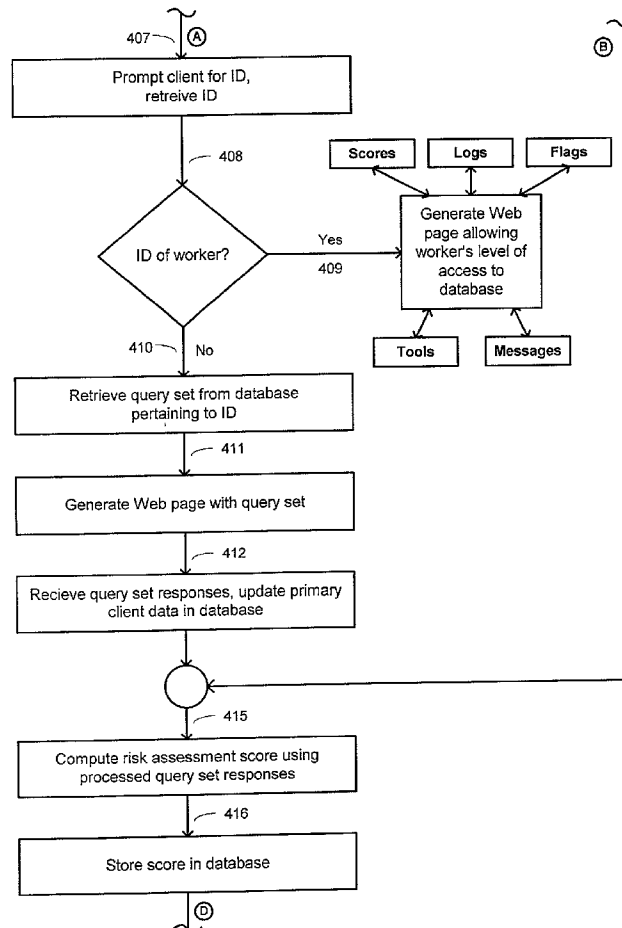 407
A
B
Prompt client for ID,
retreive ID
408
Scores
Logs
Flags
ID of worker?
Yes
409
Generate Web
page allowing
worker's level of
access to
database
410
No
Tools
Messages
Retrieve query set from database
pertaining to ID
411
Generate Web page with query set
412
Recieve query set responses, update primary
client data in database
415
Compute risk assessment score using
processed query set responses
416
Store score in database
D